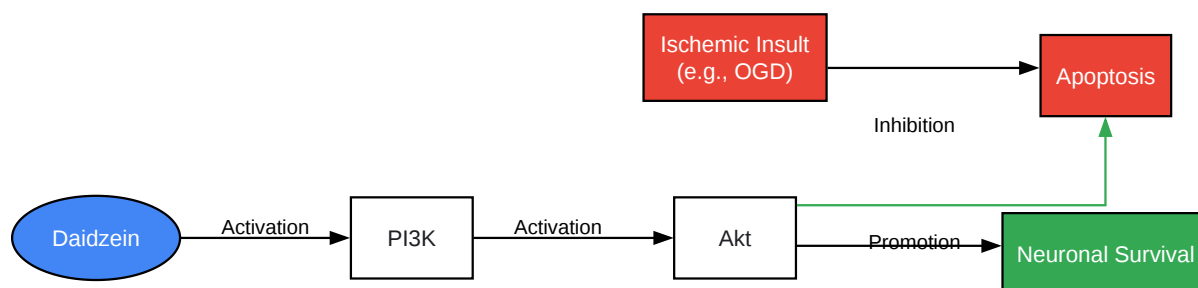 Ischemic Insult
(e.g., OGD)
Apoptosis
Inhibition
Daidzein
Activation
PI3K
Activation
Akt
Promotion
Neuronal Survival